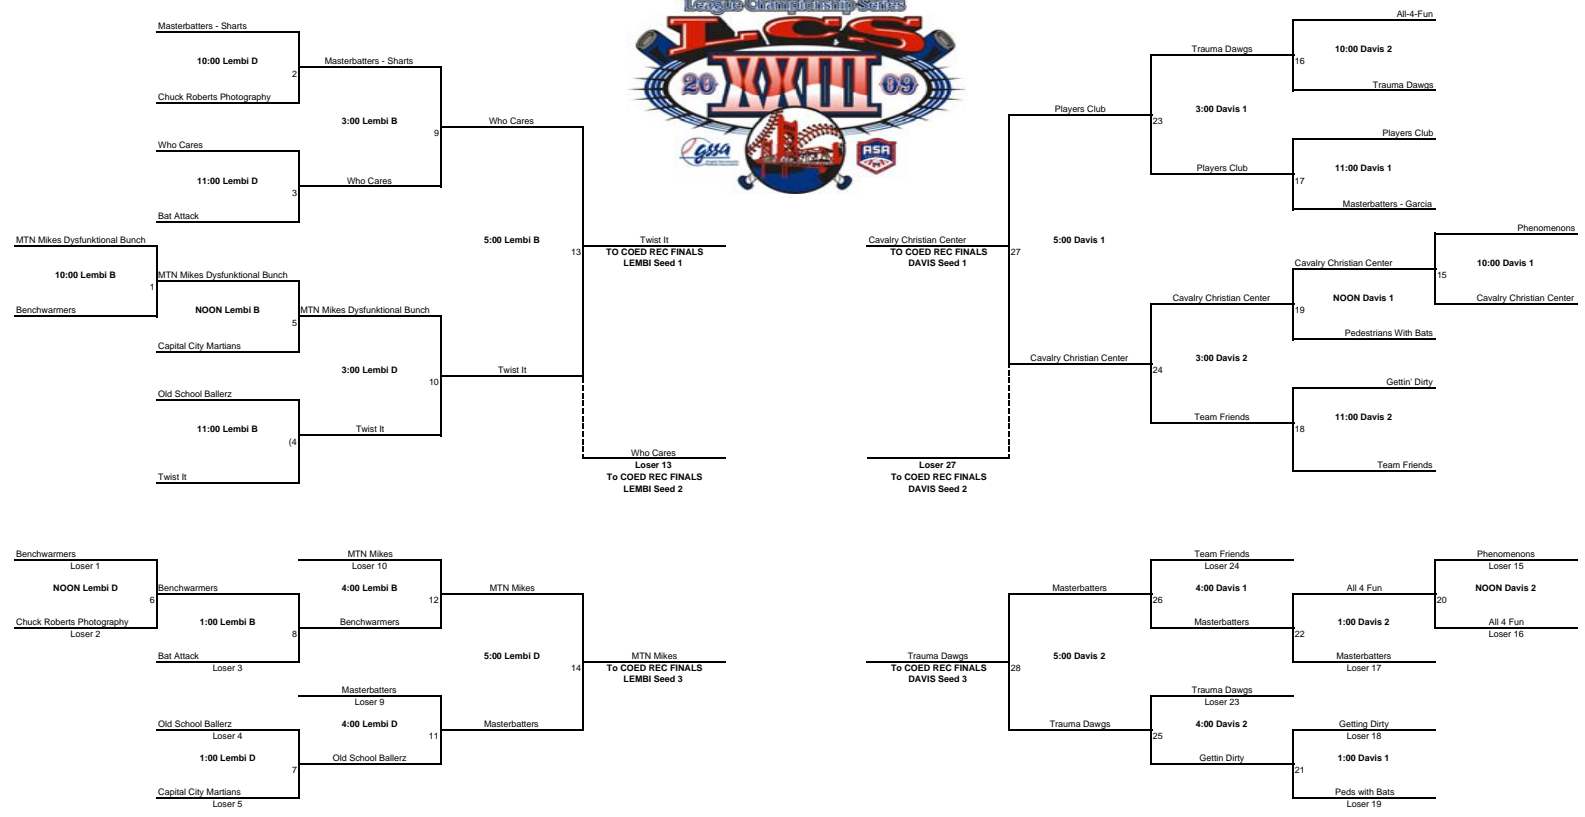 League Championship Series
LCS
XXIII
20 09
gssa
ASA
Masterbatters - Sharts
10:00 Lembi D
2
Masterbatters - Sharts
Chuck Roberts Photography
3:00 Lembi B
9
Who Cares
Who Cares
11:00 Lembi D
3
Who Cares
Bat Attack
MTN Mikes Dysfunktional Bunch
5:00 Lembi B
13
Twist It
TO COED REC FINALS
LEMBI Seed 1
10:00 Lembi B
1
MTN Mikes Dysfunktional Bunch
Benchwarmers
NOON Lembi B
5
MTN Mikes Dysfunktional Bunch
Capital City Martians
3:00 Lembi D
10
Twist It
Old School Ballerz
11:00 Lembi B
(4
Twist It
Twist It
Who Cares
Loser 13
To COED REC FINALS
LEMBI Seed 2
All-4-Fun
Trauma Dawgs
10:00 Davis 2
16
Trauma Dawgs
Players Club
3:00 Davis 1
23
Players Club
Players Club
11:00 Davis 1
17
Masterbatters - Garcia
Phenomenons
Cavalry Christian Center
TO COED REC FINALS
DAVIS Seed 1
27
5:00 Davis 1
Cavalry Christian Center
10:00 Davis 1
15
Cavalry Christian Center
Cavalry Christian Center
NOON Davis 1
19
Pedestrians With Bats
Cavalry Christian Center
3:00 Davis 2
24
Gettin' Dirty
Team Friends
11:00 Davis 2
18
Team Friends
Loser 27
To COED REC FINALS
DAVIS Seed 2
Benchwarmers
Loser 1
NOON Lembi D
6
Benchwarmers
Chuck Roberts Photography
Loser 2
1:00 Lembi B
8
Bat Attack
Loser 3
MTN Mikes
Loser 10
4:00 Lembi B
12
MTN Mikes
Benchwarmers
5:00 Lembi D
14
MTN Mikes
To COED REC FINALS
LEMBI Seed 3
Masterbatters
Loser 9
4:00 Lembi D
11
Masterbatters
Old School Ballerz
Loser 4
1:00 Lembi D
7
Old School Ballerz
Capital City Martians
Loser 5
Team Friends
Loser 24
Phenomenons
Loser 15
Masterbatters
4:00 Davis 1
26
All 4 Fun
NOON Davis 2
20
Masterbatters
1:00 Davis 2
22
All 4 Fun
Loser 16
Trauma Dawgs
To COED REC FINALS
DAVIS Seed 3
28
5:00 Davis 2
Masterbatters
Loser 17
Trauma Dawgs
Loser 23
Trauma Dawgs
4:00 Davis 2
25
Getting Dirty
Loser 18
Gettin Dirty
1:00 Davis 1
21
Peds with Bats
Loser 19